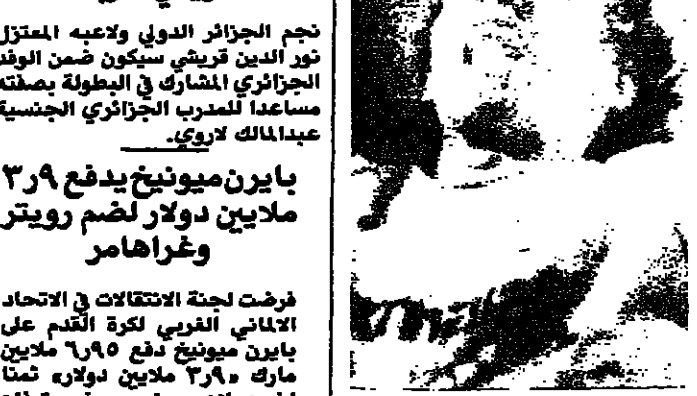 نجم الجزائر الدولي ولاعبه المعتزل
نور الدين قريشي سيكون ضمن الوفد
الجزائري المشارك في البطولة بصفته
مساعدا للمدرب الجزائري الجنسية
عبدالمالك لاروي.
بايرن ميونيخ يدفع ٩ر٣
ملايين دولار لضم رويتر
وغراهامر
فرضت لجنة الانتقالات في الاتحاد
الالماني الغربي لكرة القدم على
بايرن ميونيخ دفع ٩٥ر٦ ملايين
مارك «٩ر٣ ملايين دولار» ثمنا